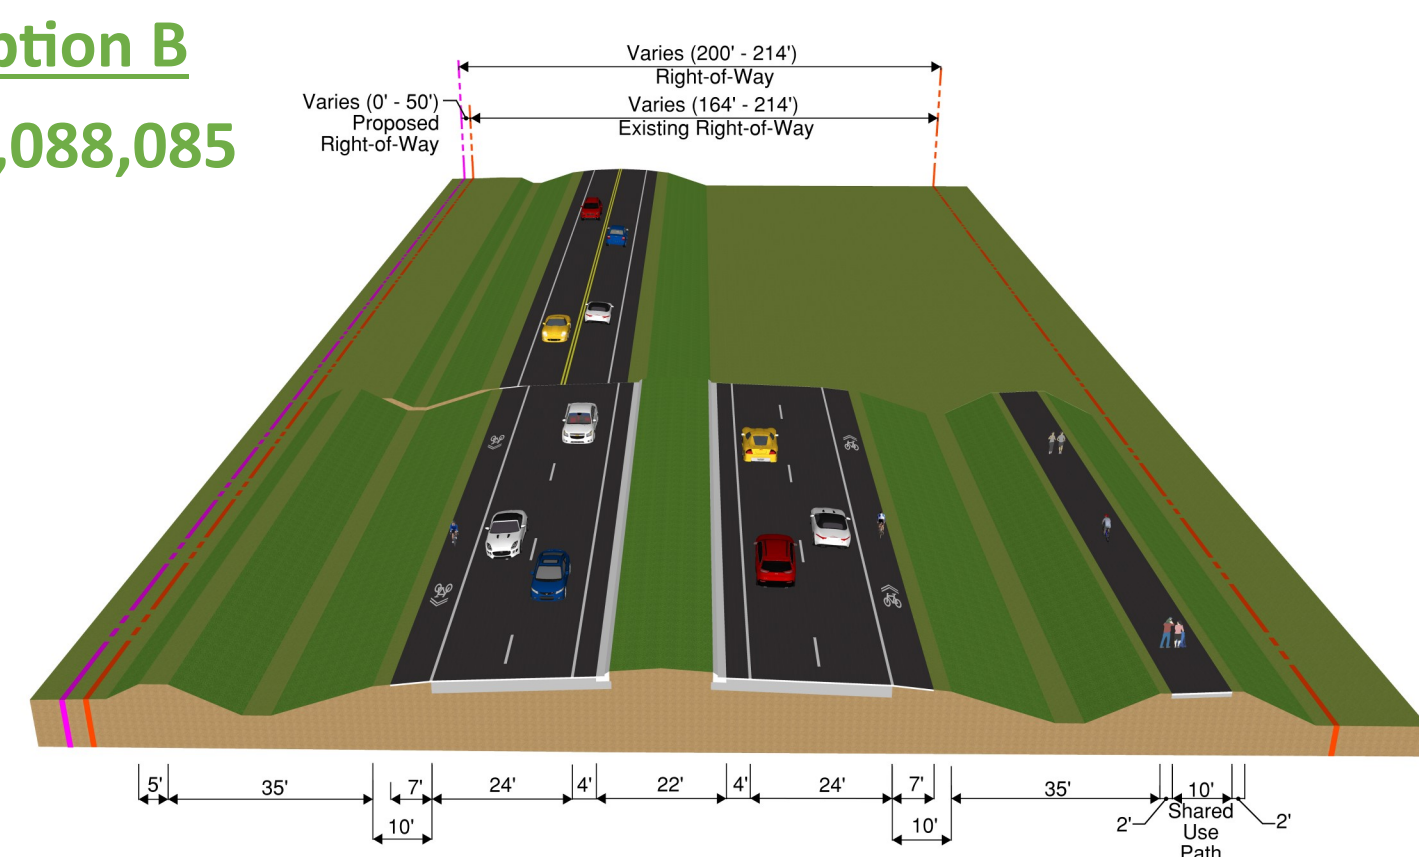 ption B
,088,085
Varies (200' - 214')
Right-of-Way
Varies (0' - 50')
Proposed
Right-of-Way
Varies (164' - 214')
Existing Right-of-Way
5'
35'
7'
24'
4'
22'
4'
24'
7'
35'
10'
10'
10'
2'
Shared
Use
Path
2'